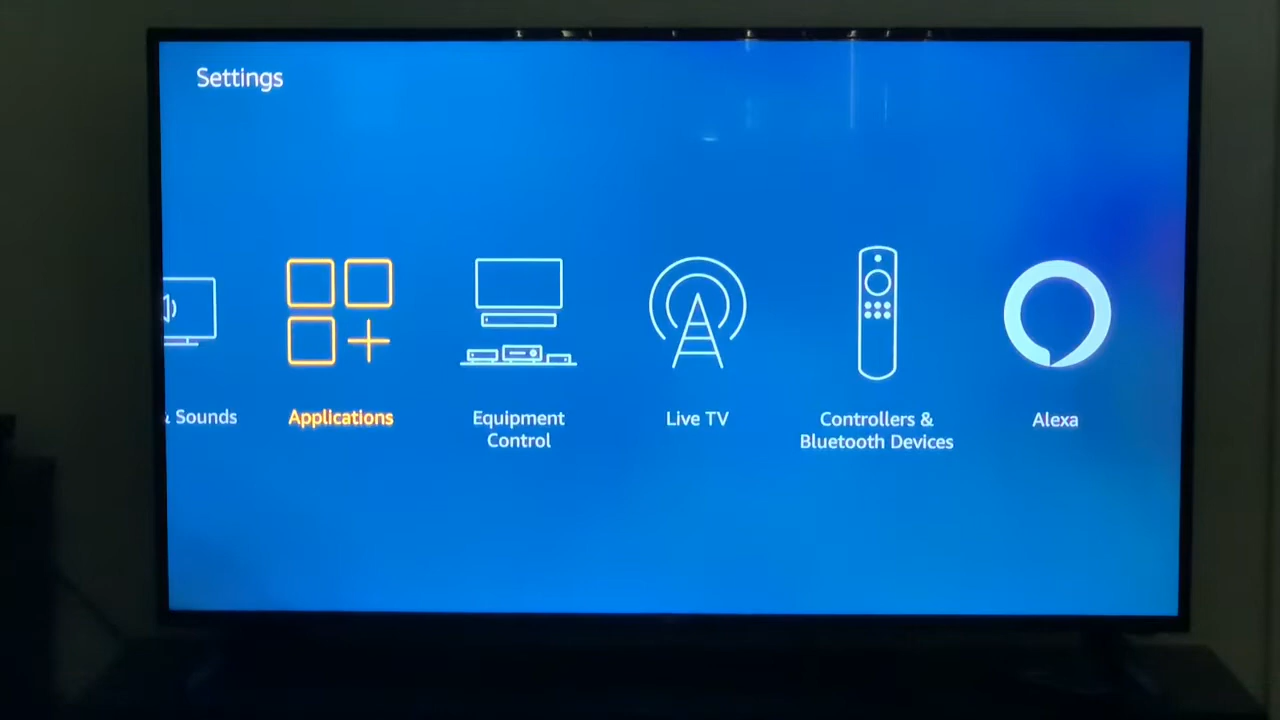 Settings
& Sounds
Applications
Equipment
Control
Live TV
Controllers &
Bluetooth Devices
Alexa